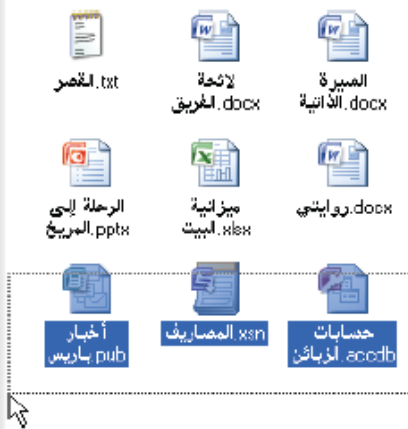 السيرة
الذاتية.docx
لائحة
الفريق.docx
القصر.txt
روايتي.docx
ميزانية
البيت.xlsx
الرحلة إلى
المريخ.pptx
حسابات
الزبائن.accdb
المصاريف.xsn
أخبار
باريس.pub